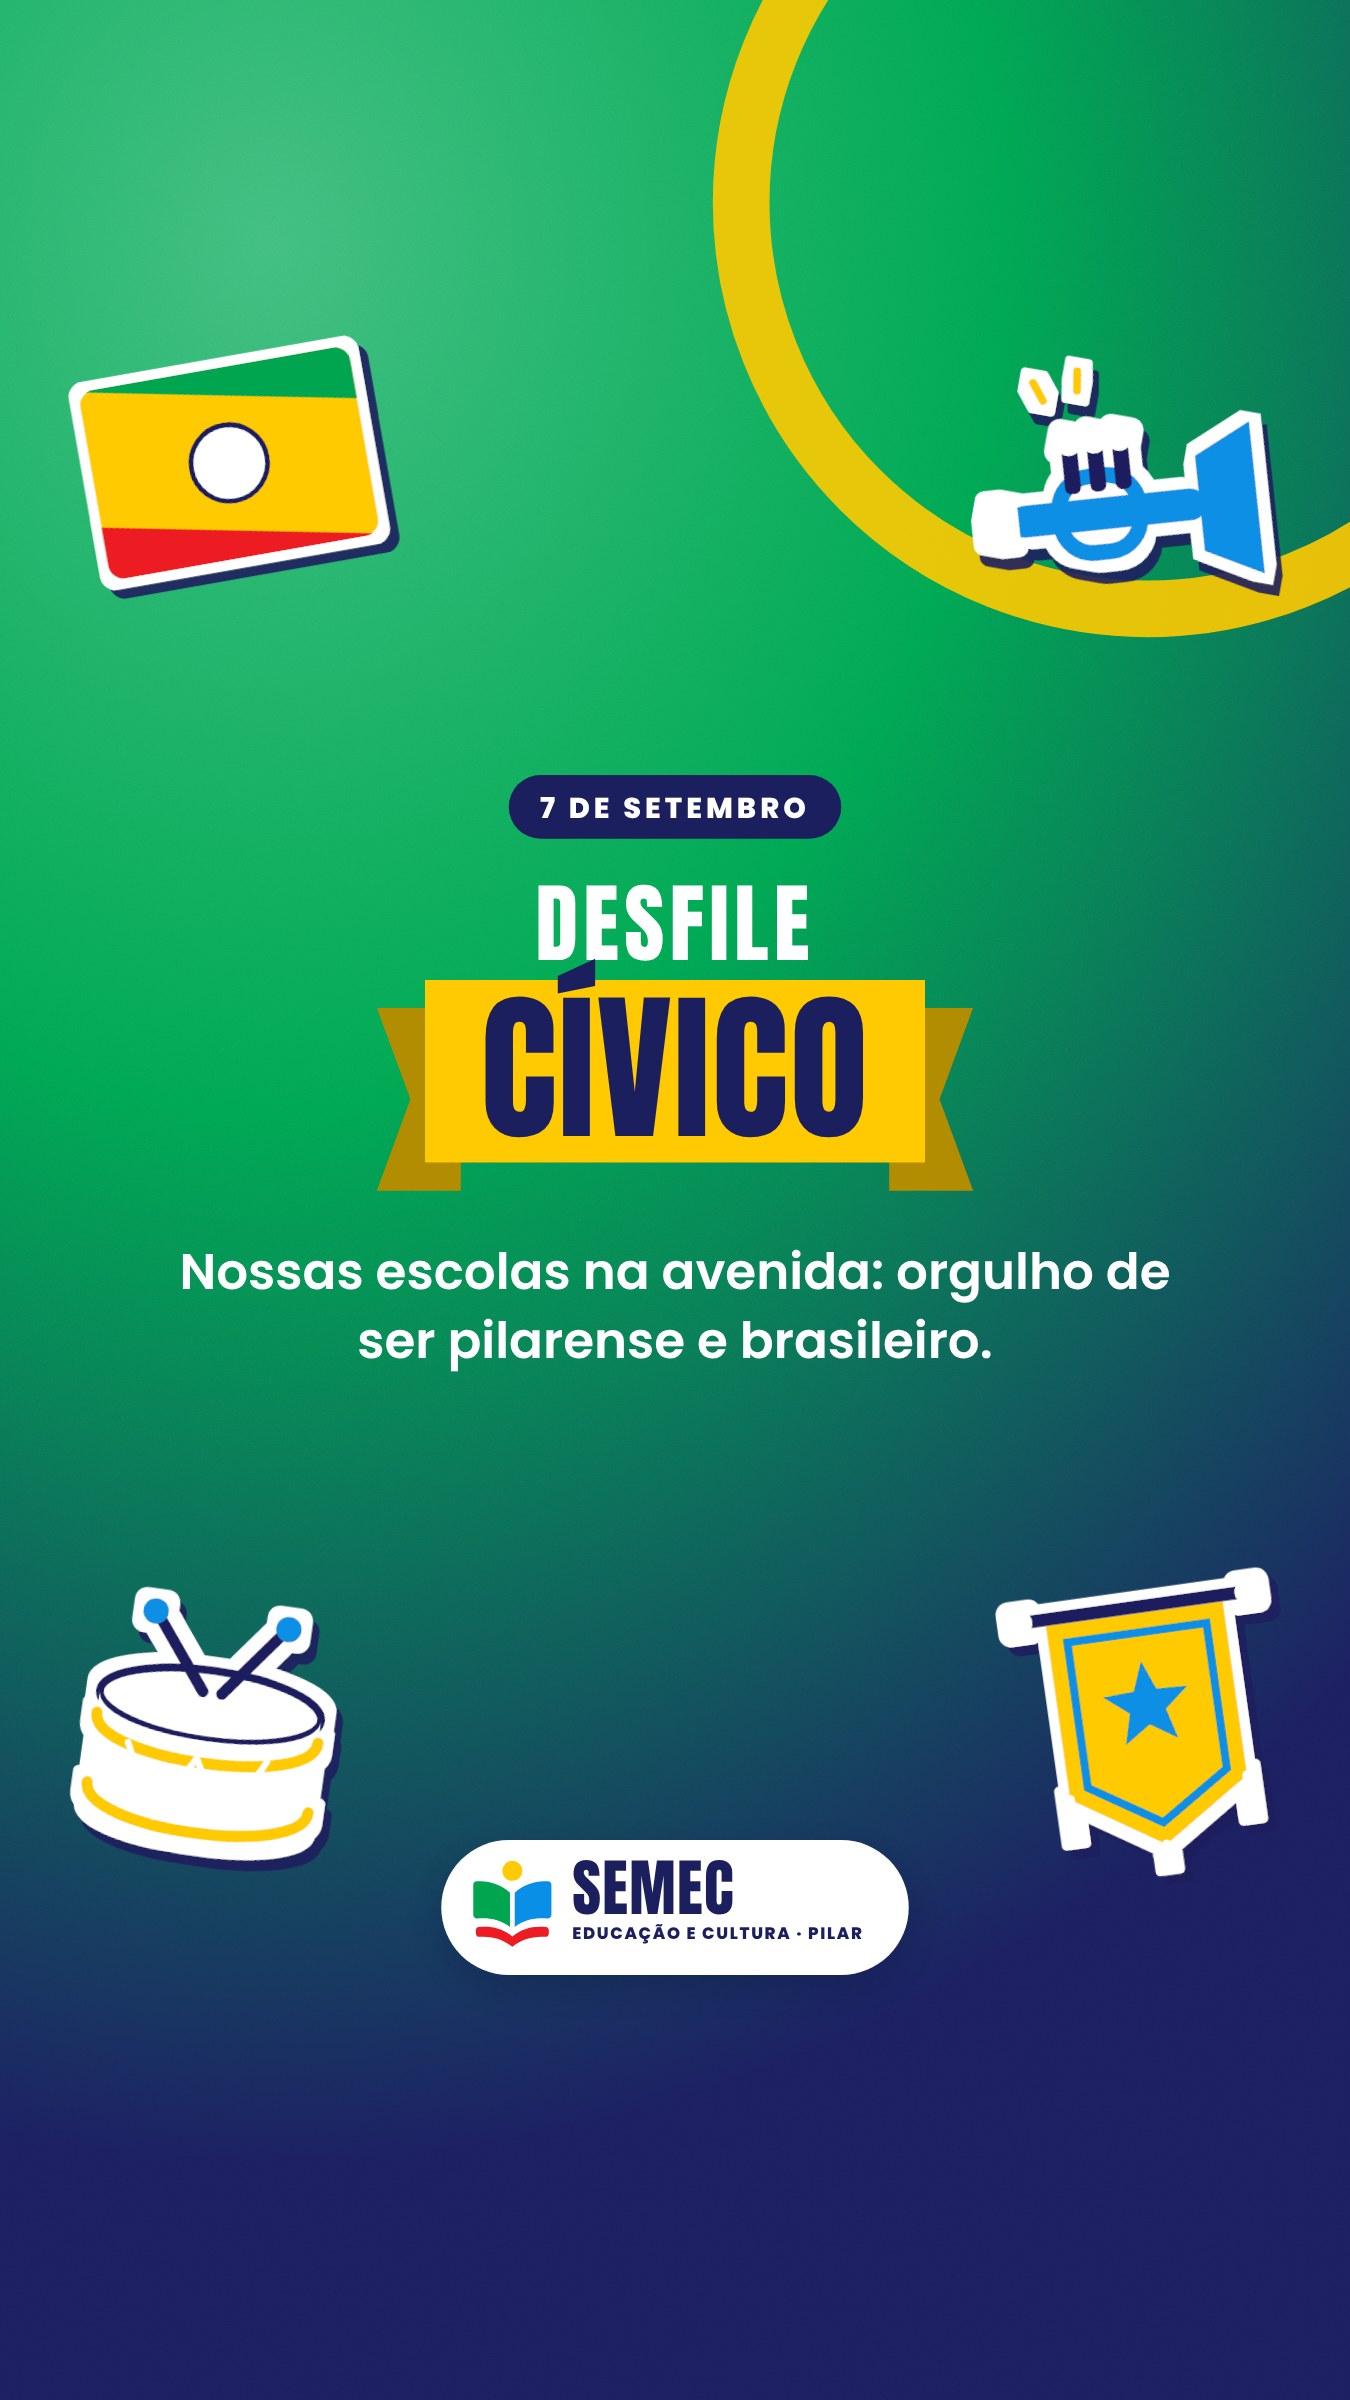 7 DE SETEMBRO
DESFILE
CÍVICO
Nossas escolas na avenida: orgulho de
ser pilarense e brasileiro.
SEMEC
EDUCAÇÃO E CULTURA · PILAR